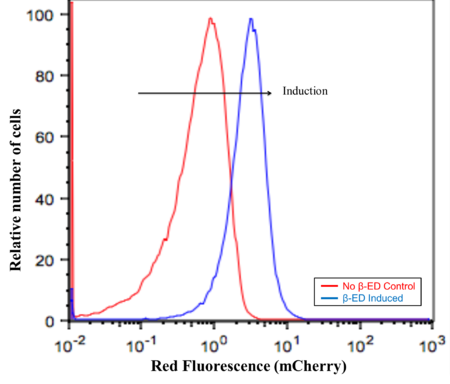 100
80
60
40
20
0
Relative number of cells
Induction
No β-ED Control
β-ED Induced
10-2 10-1 100 101 102 103
Red Fluorescence (mCherry)